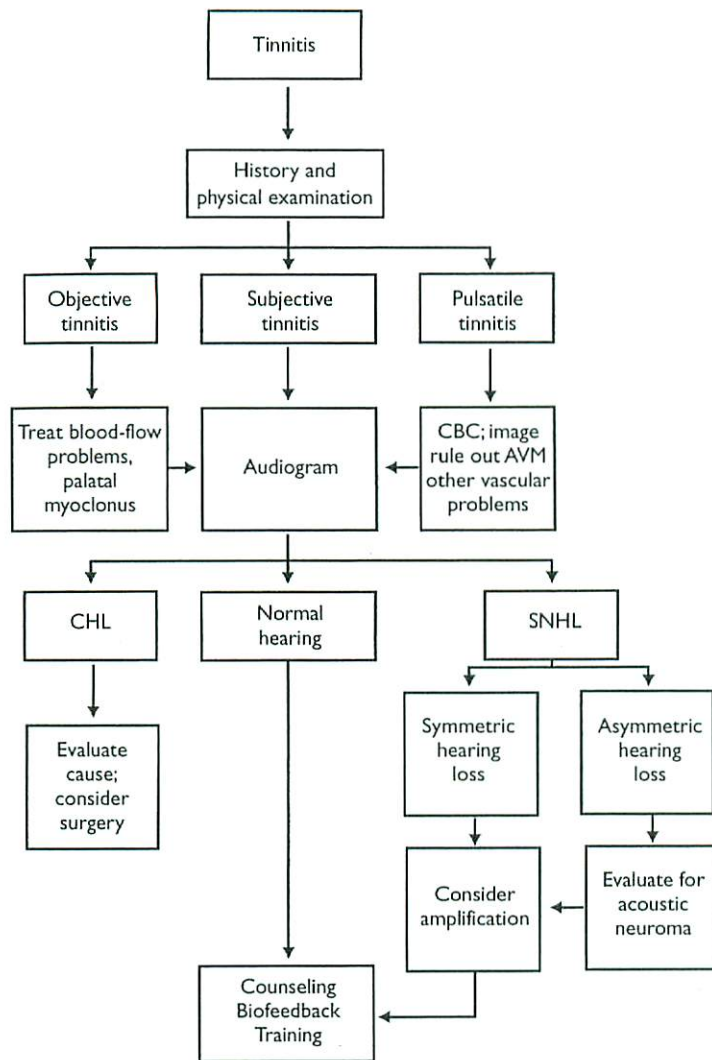 Tinnitis
History and
physical examination
Objective
tinnitis
Subjective
tinnitis
Pulsatile
tinnitis
Treat blood-flow
problems,
palatal
myoclonus
Audiogram
CBC; image
rule out AVM
other vascular
problems
CHL
Normal
hearing
SNHL
Evaluate
cause;
consider
surgery
Symmetric
hearing
loss
Asymmetric
hearing
loss
Consider
amplification
Evaluate for
acoustic
neuroma
Counseling
Biofeedback
Training